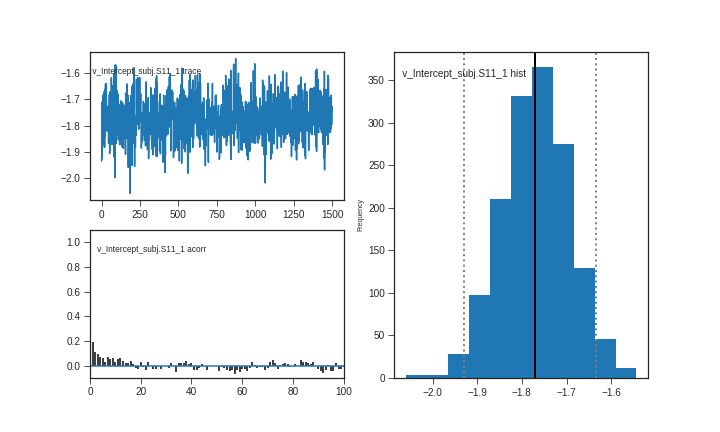 v_Intercept_subj.S11_1 trace
−1.6
−1.7
−1.8
−1.9
−2.0
0 250 500 750 1000 1250 1500
v_Intercept_subj.S11_1 acorr
1.0
0.8
0.6
0.4
0.2
0.0
0 20 40 60 80 100
v_Intercept_subj.S11_1 hist
Frequency
350
300
250
200
150
100
50
0
−2.0 −1.9 −1.8 −1.7 −1.6